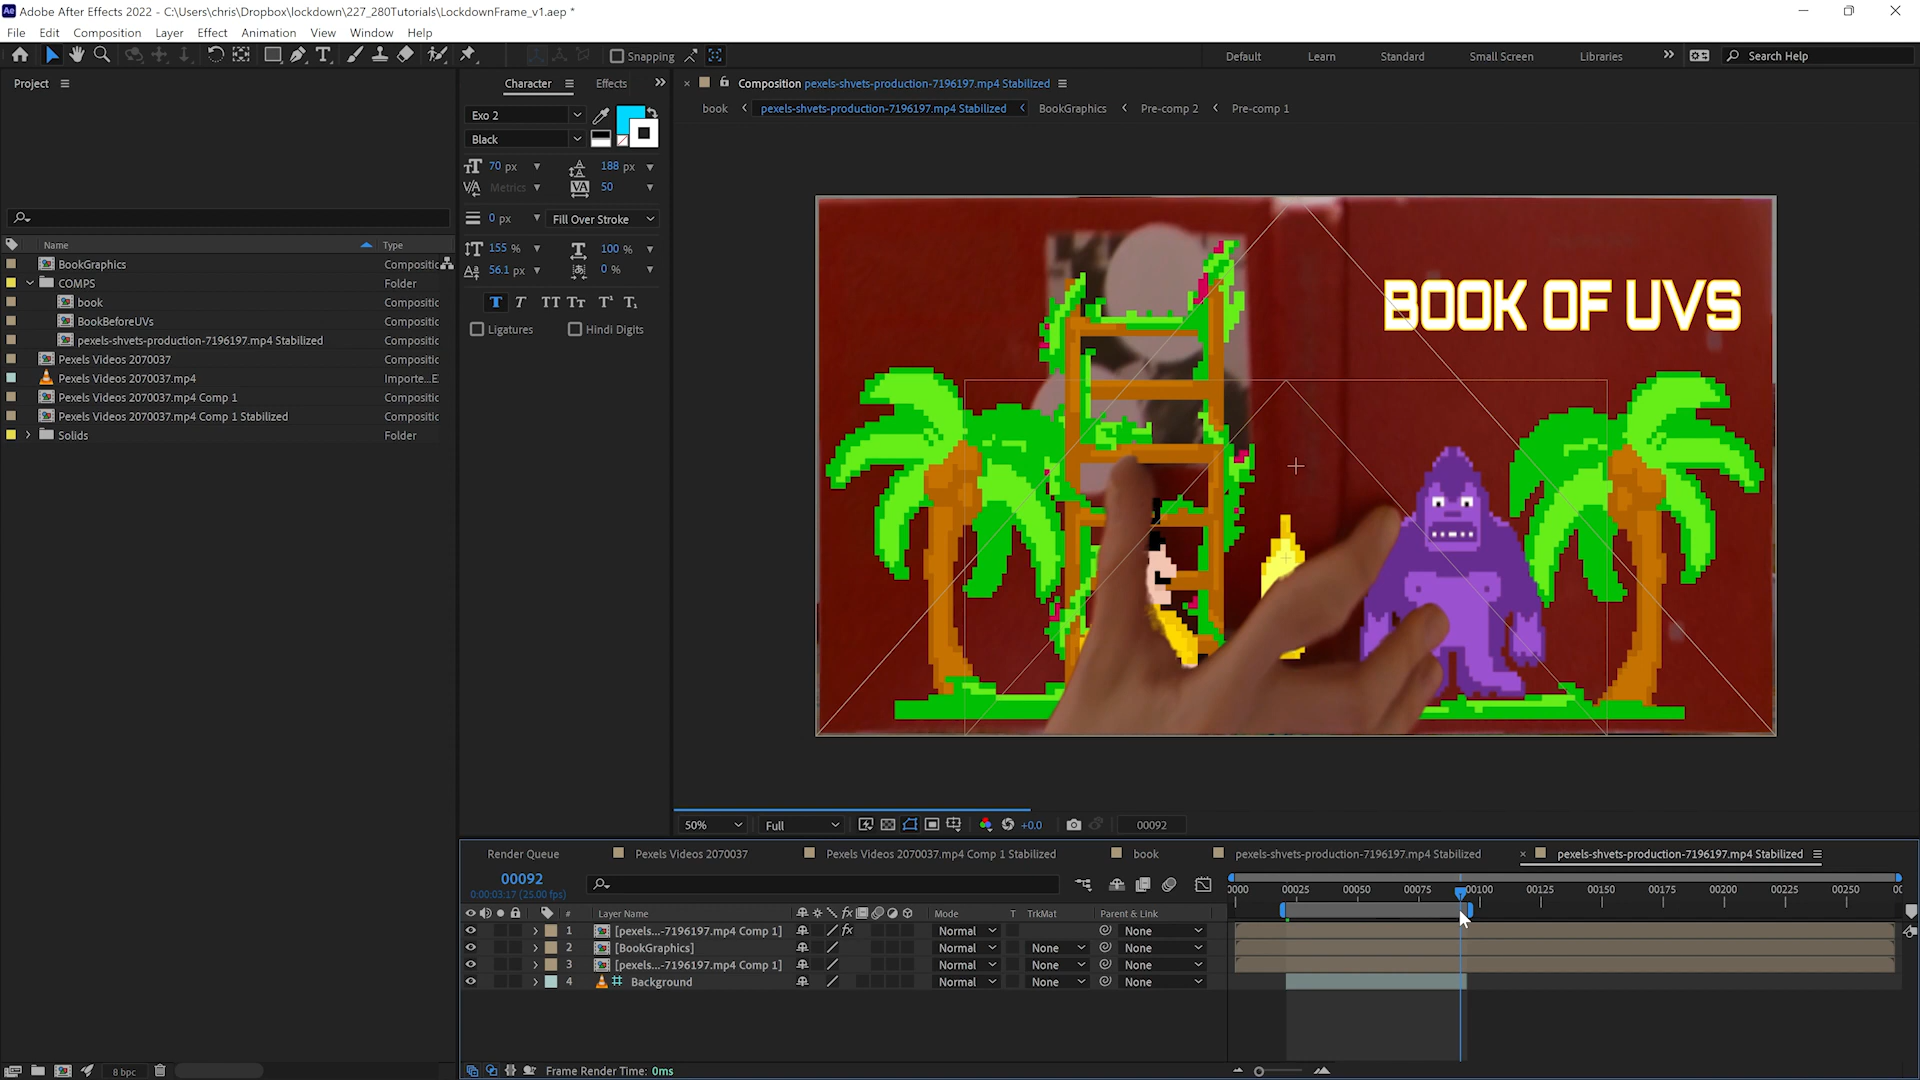 Adobe After Effects 2022 - C:\Users\chris\Dropbox\lockdown\227_280Tutorials\LockdownFrame_v1.aep *
File Edit Composition Layer Effect Animation View Window Help
Snapping Default Learn Standard Small Screen Libraries Search Help
Project
Name Type
BookGraphics Compositic
COMPS Folder
book Compositic
BookBeforeUVs Compositic
pexels-shvets-production-7196197.mp4 Stabilized Compositic
Pexels Videos 2070037 Compositic
Pexels Videos 2070037.mp4 Importe...E
Pexels Videos 2070037.mp4 Comp 1 Compositic
Pexels Videos 2070037.mp4 Comp 1 Stabilized Compositic
Solids Folder
8 bpc
Character Effects
Exo 2
Black
70 px 188 px
Metrics 50
0 px Fill Over Stroke
155 % 100 %
56.1 px 0 %
Ligatures Hindi Digits
Composition pexels-shvets-production-7196197.mp4 Stabilized
book pexels-shvets-production-7196197.mp4 Stabilized BookGraphics Pre-comp 2 Pre-comp 1
BOOK OF UVS
50% Full +0.0 00092
Render Queue Pexels Videos 2070037 Pexels Videos 2070037.mp4 Comp 1 Stabilized book pexels-shvets-production-7196197.mp4 Stabilized pexels-shvets-production-7196197.mp4 Stabilized
00092
0:00:03:17 (25.00 fps)
0000 00025 00050 00075 00100 00125 00150 00175 00200 00225 00250
# Layer Name Mode T TrkMat Parent & Link
1 [pexels...-7196197.mp4 Comp 1] Normal None
2 [BookGraphics] Normal None None
3 [pexels...-7196197.mp4 Comp 1] Normal None None
4 Background Normal None None
Frame Render Time: 0ms